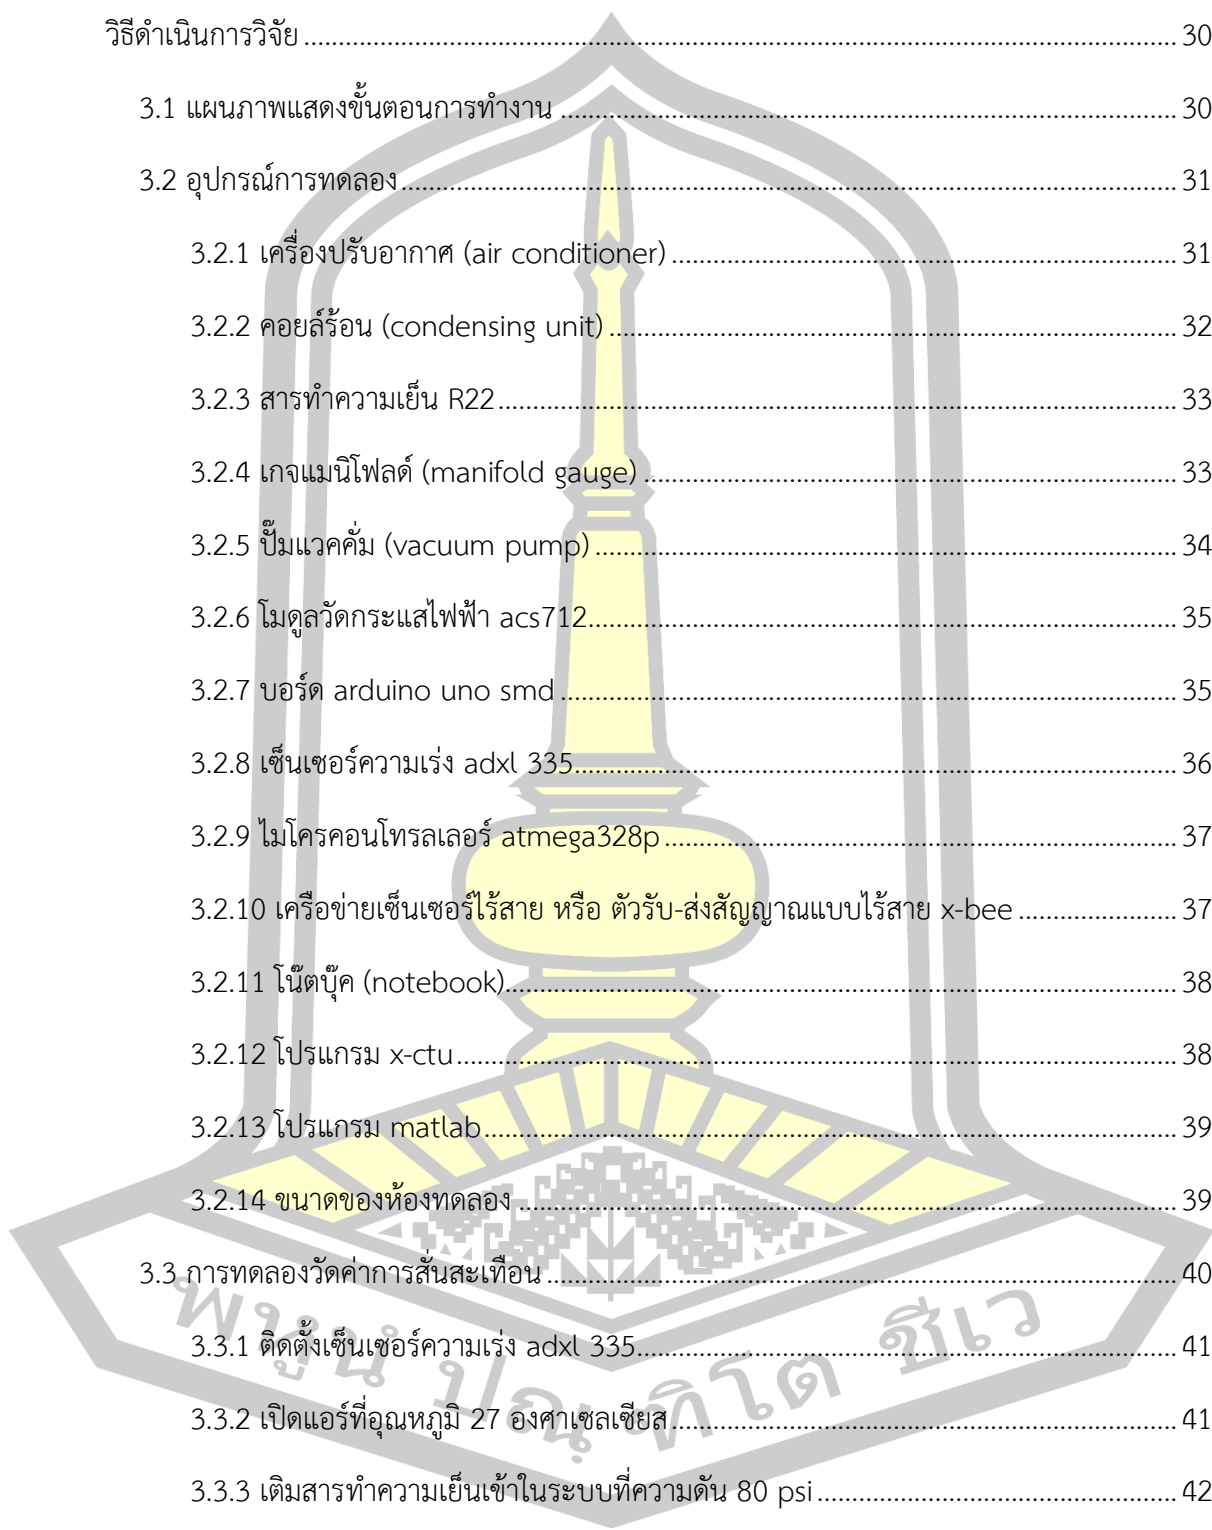 วิธีดำเนินการวิจัย ........ 30
3.1 แผนภาพแสดงขั้นตอนการทำงาน ........ 30
3.2 อุปกรณ์การทดลอง ........ 31
3.2.1 เครื่องปรับอากาศ (air conditioner) ........ 31
3.2.2 คอยล์ร้อน (condensing unit) ........ 32
3.2.3 สารทำความเย็น R22 ........ 33
3.2.4 เกจแมนิโฟลด์ (manifold gauge) ........ 33
3.2.5 ปั๊มแวคคั่ม (vacuum pump) ........ 34
3.2.6 โมดูลวัดกระแสไฟฟ้า acs712 ........ 35
3.2.7 บอร์ด arduino uno smd ........ 35
3.2.8 เซ็นเซอร์ความเร่ง adxl 335 ........ 36
3.2.9 ไมโครคอนโทรลเลอร์ atmega328p ........ 37
3.2.10 เครือข่ายเซ็นเซอร์ไร้สาย หรือ ตัวรับ-ส่งสัญญาณแบบไร้สาย x-bee ........ 37
3.2.11 โน๊ตบุ๊ค (notebook) ........ 38
3.2.12 โปรแกรม x-ctu ........ 38
3.2.13 โปรแกรม matlab ........ 39
3.2.14 ขนาดของห้องทดลอง ........ 39
3.3 การทดลองวัดค่าการสั่นสะเทือน ........ 40
3.3.1 ติดตั้งเซ็นเซอร์ความเร่ง adxl 335 ........ 41
3.3.2 เปิดแอร์ที่อุณหภูมิ 27 องศาเซลเซียส ........ 41
3.3.3 เติมสารทำความเย็นเข้าในระบบที่ความดัน 80 psi ........ 42
พหุนํ ปณฺฑิโต ชีเว